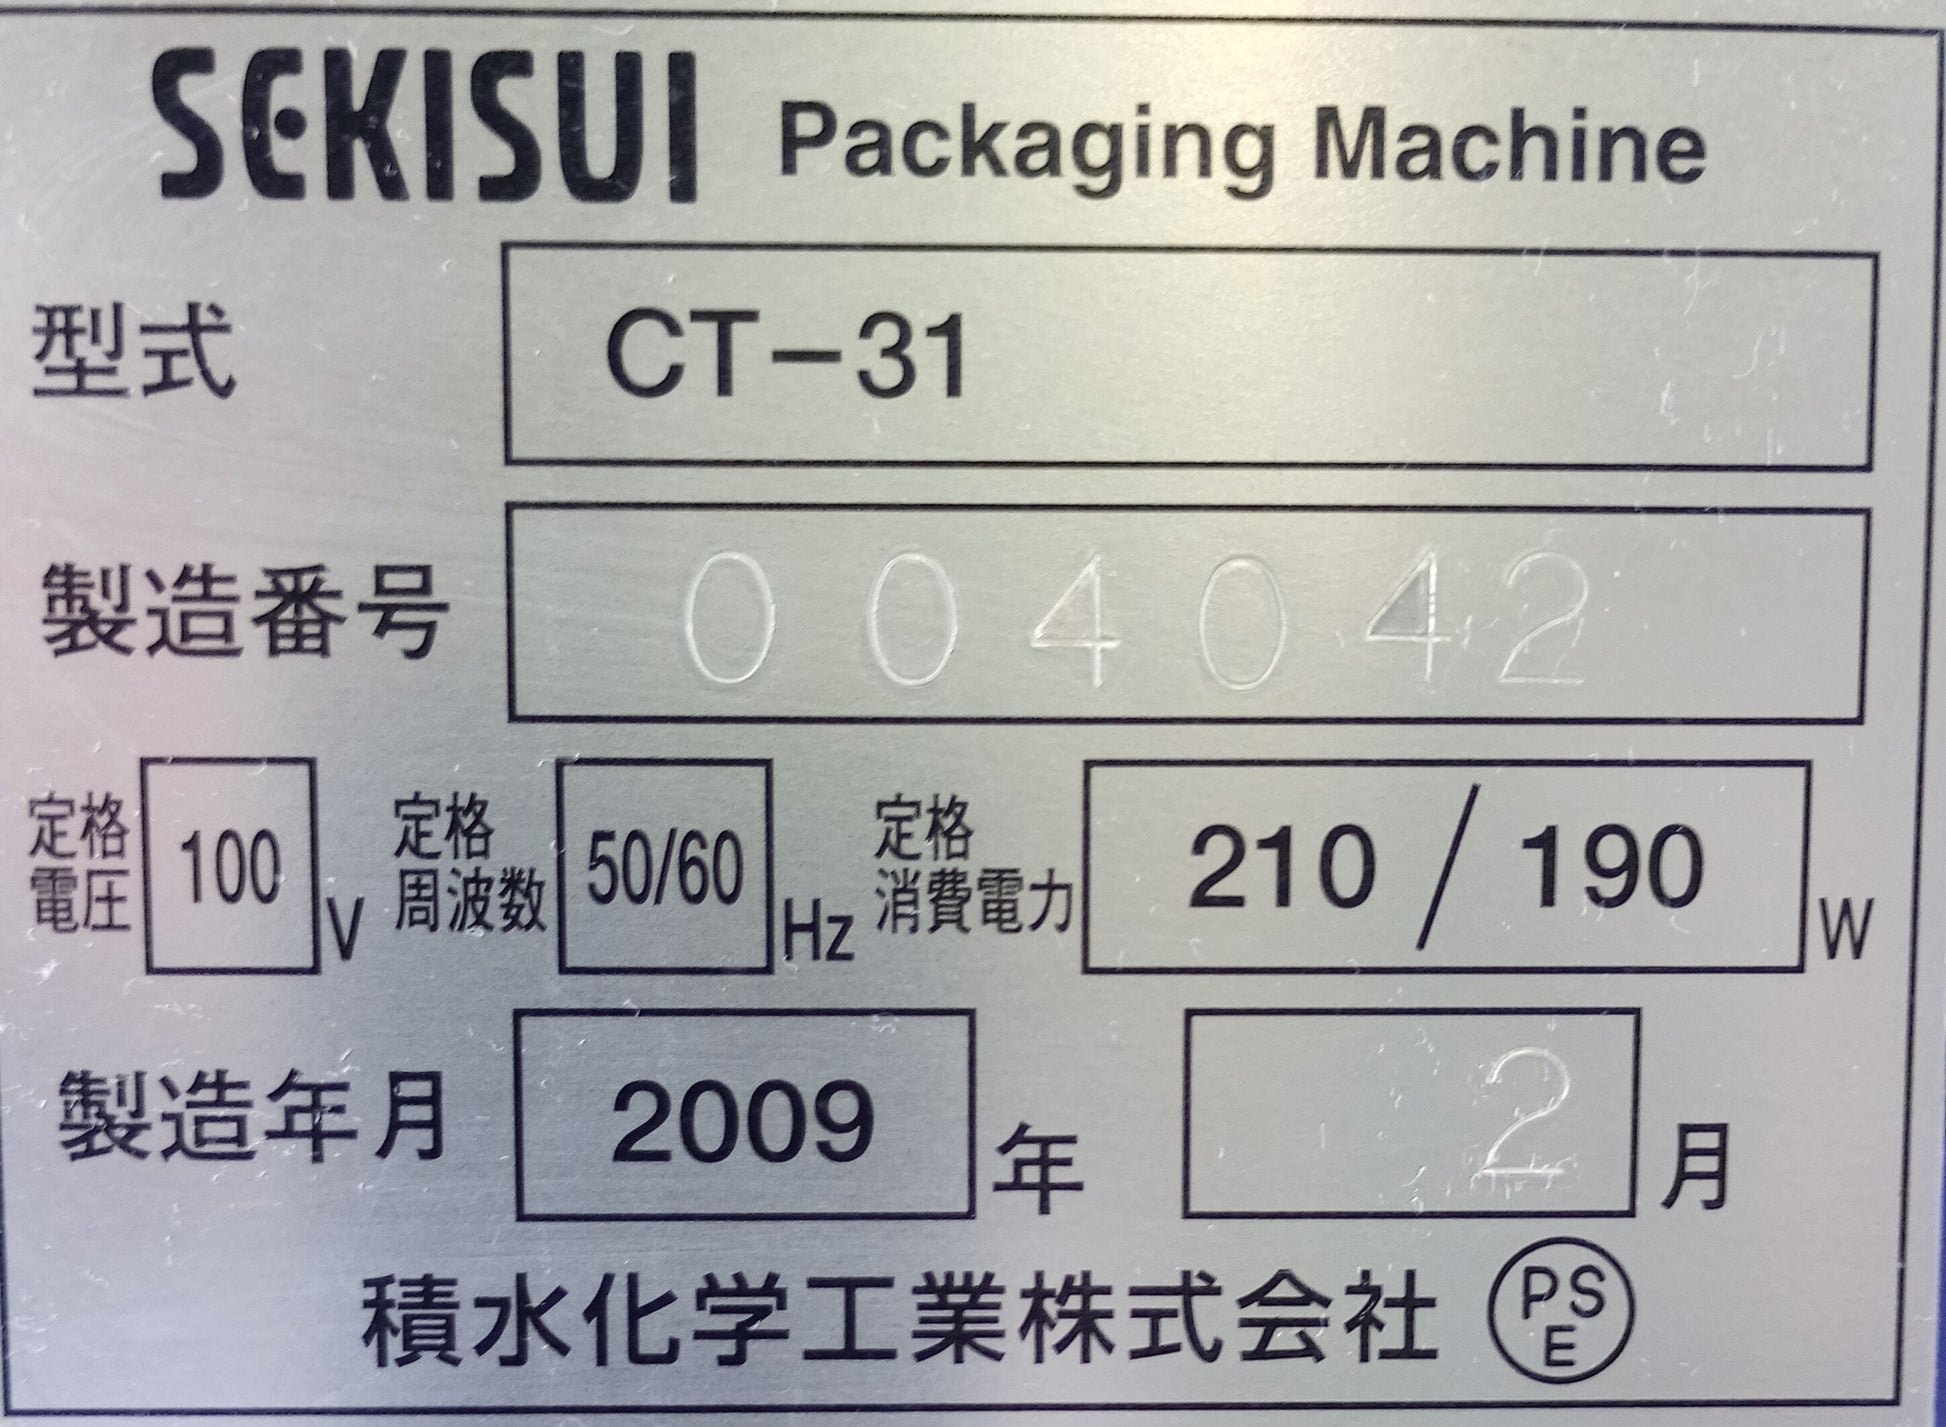 SEKISUI Packaging Machine
型式 CT-31
製造番号 004042
定格電圧 100 V 定格周波数 50/60 Hz 定格消費電力 210/190 W
製造年月 2009 年 2 月
積水化学工業株式会社 PSE